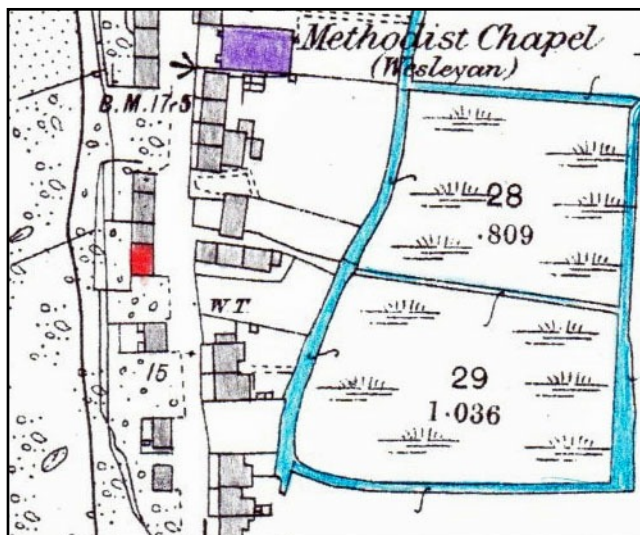 Methodist Chapel
(Wesleyan)
B.M. 17·5
28
·809
W.T.
15
29
1·036